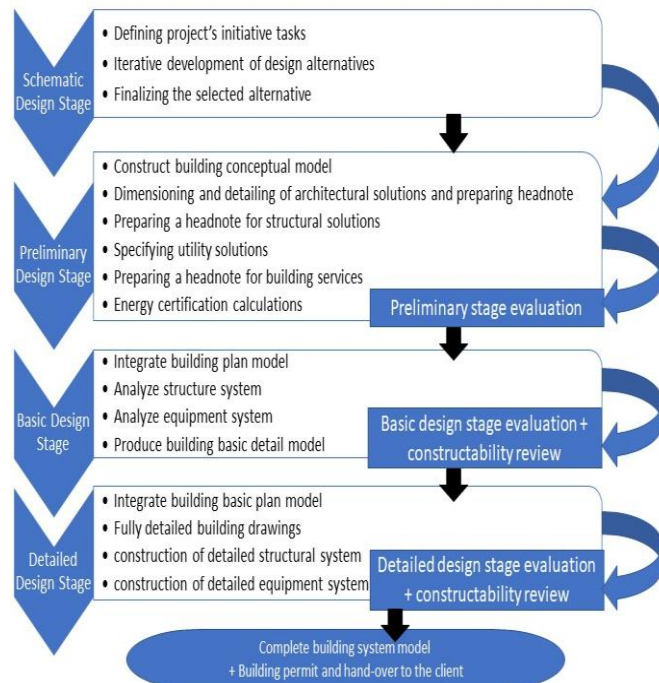 Schematic
Design Stage
• Defining project's initiative tasks
• Iterative development of design alternatives
• Finalizing the selected alternative
Preliminary
Design Stage
• Construct building conceptual model
• Dimensioning and detailing of architectural solutions and preparing headnote
• Preparing a headnote for structural solutions
• Specifying utility solutions
• Preparing a headnote for building services
• Energy certification calculations
Preliminary stage evaluation
Basic Design
Stage
• Integrate building plan model
• Analyze structure system
• Analyze equipment system
• Produce building basic detail model
Basic design stage evaluation +
constructability review
Detailed
Design Stage
• Integrate building basic plan model
• Fully detailed building drawings
• construction of detailed structural system
• construction of detailed equipment system
Detailed design stage evaluation
+ constructability review
Complete building system model
+ Building permit and hand-over to the client